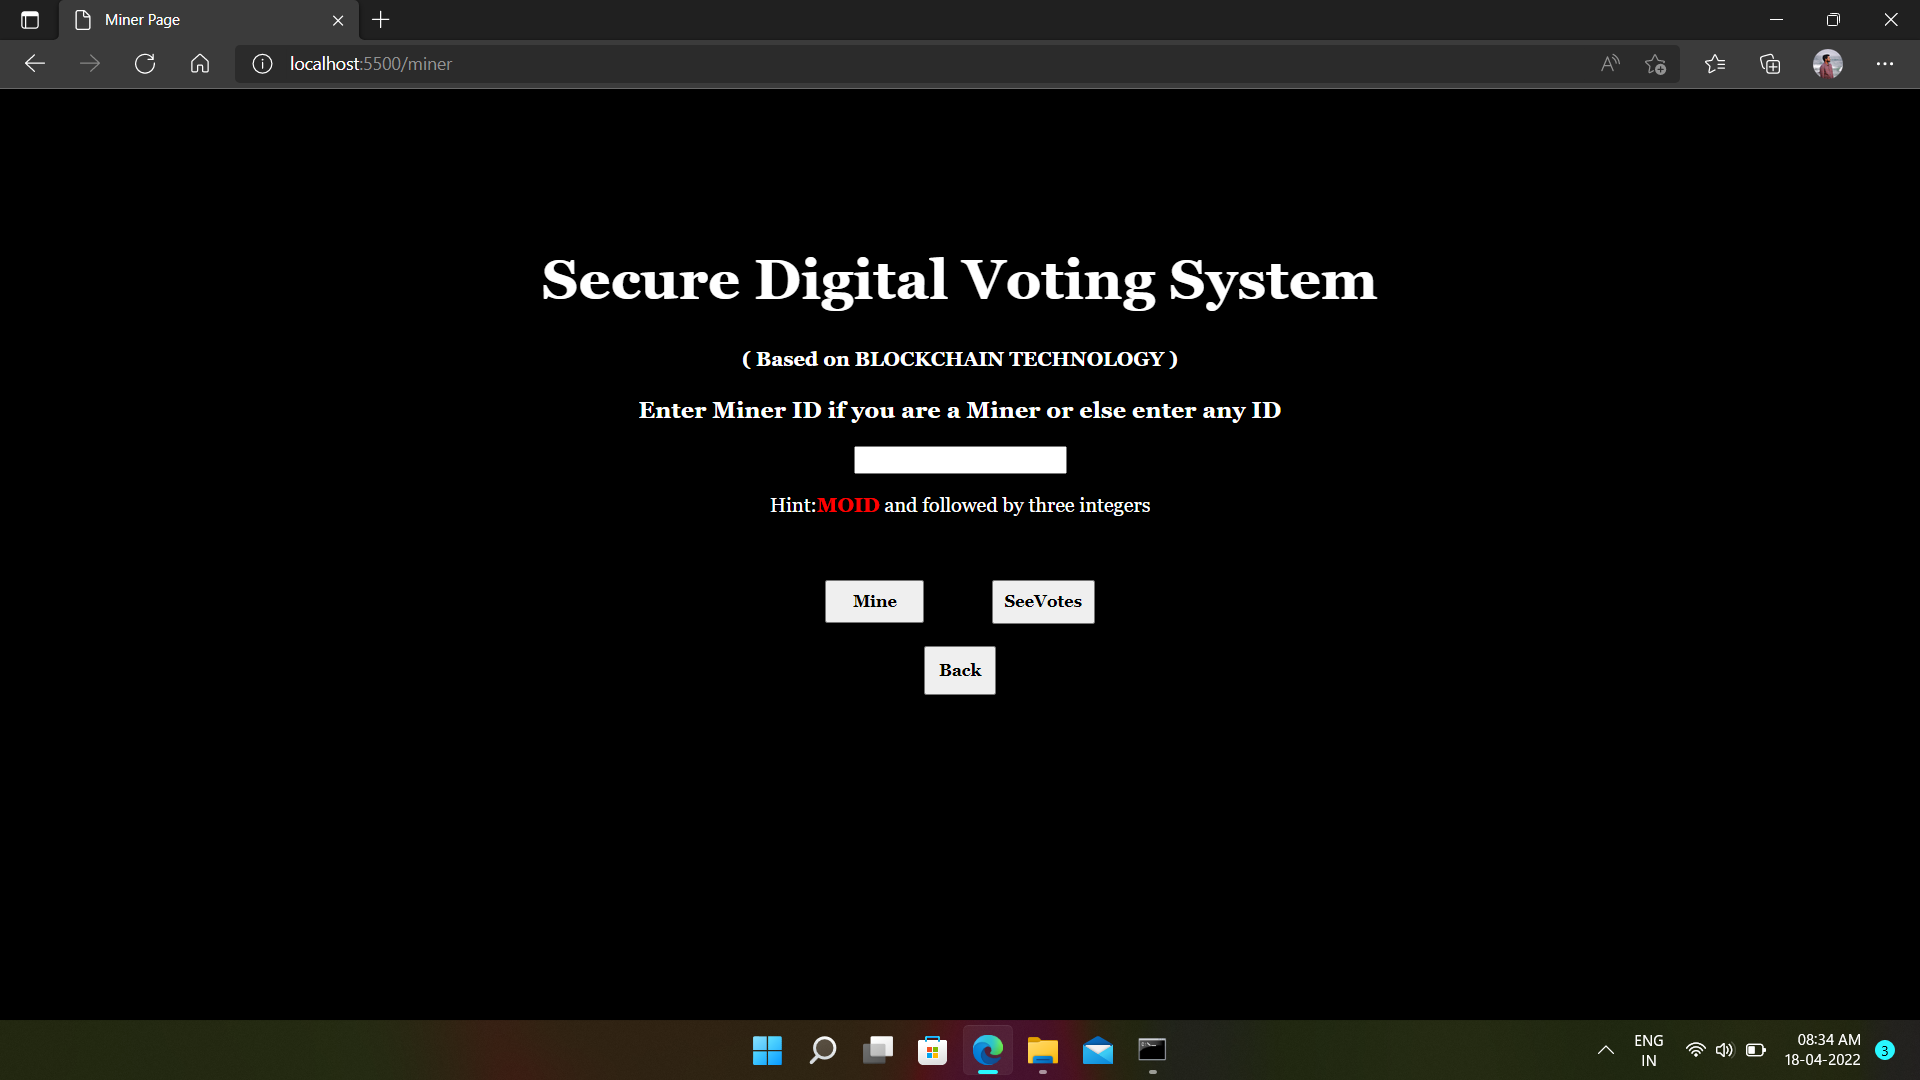 Miner Page
localhost:5500/miner
Secure Digital Voting System
( Based on BLOCKCHAIN TECHNOLOGY )
Enter Miner ID if you are a Miner or else enter any ID
Hint:MOID and followed by three integers
Mine SeeVotes
Back
ENG
IN
08:34 AM
18-04-2022
3